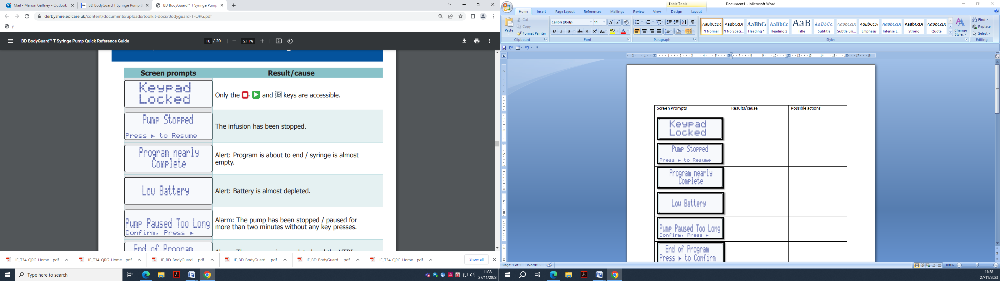 Mail - Marion Gaffney - Outlook
BD BodyGuard T Syringe Pump
BD BodyGuard™ T Syringe Pump
derbyshire.eolcare.uk/content/documents/uploads/toolkit-docs/Bodyguard-T-QRG.pdf
y
BD BodyGuard™ T Syringe Pump Quick Reference Guide
10 / 20
211%
Screen prompts Result/cause
Keypad
Locked
Only the , and keys are accessible.
Pump Stopped
Press ▶ to Resume
The infusion has been stopped.
Program nearly
Complete
Alert: Program is about to end / syringe is almost
empty.
Low Battery
Alert: Battery is almost depleted.
Pump Paused Too Long
Confirm, Press ▶
Alarm: The pump has been stopped / paused for
more than two minutes without any key presses.
End of Program
IF_T34-QRG-Home....pdf
IF_T34-QRG-Home....pdf
IF_BD-BodyGuard-....pdf
IF_BD-BodyGuard-....pdf
IF_BD-BodyGuard-....pdf
IF_T34-QRG-Home....pdf
Show all
Type here to search
11:38
27/11/2023
Table Tools
Document1 - Microsoft Word
Home Insert Page Layout References Mailings Review View Design Layout
Paste
Cut
Copy
Format Painter
Clipboard
Calibri (Body) 11
Font
Paragraph
AaBbCcDc AaBbCcDc AaBbC AaBbCc AaB AaBbCc. AaBbCcDc AaBbCcDc AaBbCcDc AaBbCcDc AaBbCcDc
¶ Normal ¶ No Spaci... Heading 1 Heading 2 Title Subtitle Subtle Em... Emphasis Intense E... Strong Quote
Change
Styles
Styles
Find
Replace
Select
Editing
Screen Prompts Results/cause Possible actions
Keypad
Locked
Pump Stopped
Press ▶ to Resume
Program nearly
Complete
Low Battery
Pump Paused Too Long
Confirm, Press ▶
End of Program
Press ▶ to Confirm
Page: 1 of 2 Words: 5
100%
11:38
27/11/2023